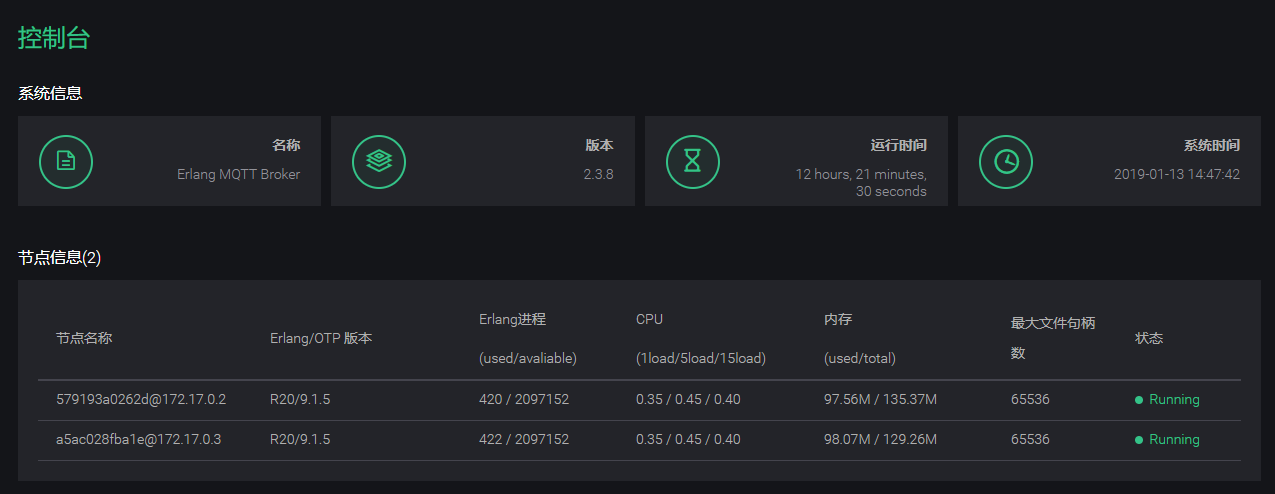 控制台
系统信息
名称
Erlang MQTT Broker
版本
2.3.8
运行时间
12 hours, 21 minutes,
30 seconds
系统时间
2019-01-13 14:47:42
节点信息(2)
节点名称 Erlang/OTP 版本 Erlang进程 CPU 内存 最大文件句柄 状态
(used/avaliable) (1load/5load/15load) (used/total) 数
579193a0262d@172.17.0.2 R20/9.1.5 420 / 2097152 0.35 / 0.45 / 0.40 97.56M / 135.37M 65536 Running
a5ac028fba1e@172.17.0.3 R20/9.1.5 422 / 2097152 0.35 / 0.45 / 0.40 98.07M / 129.26M 65536 Running